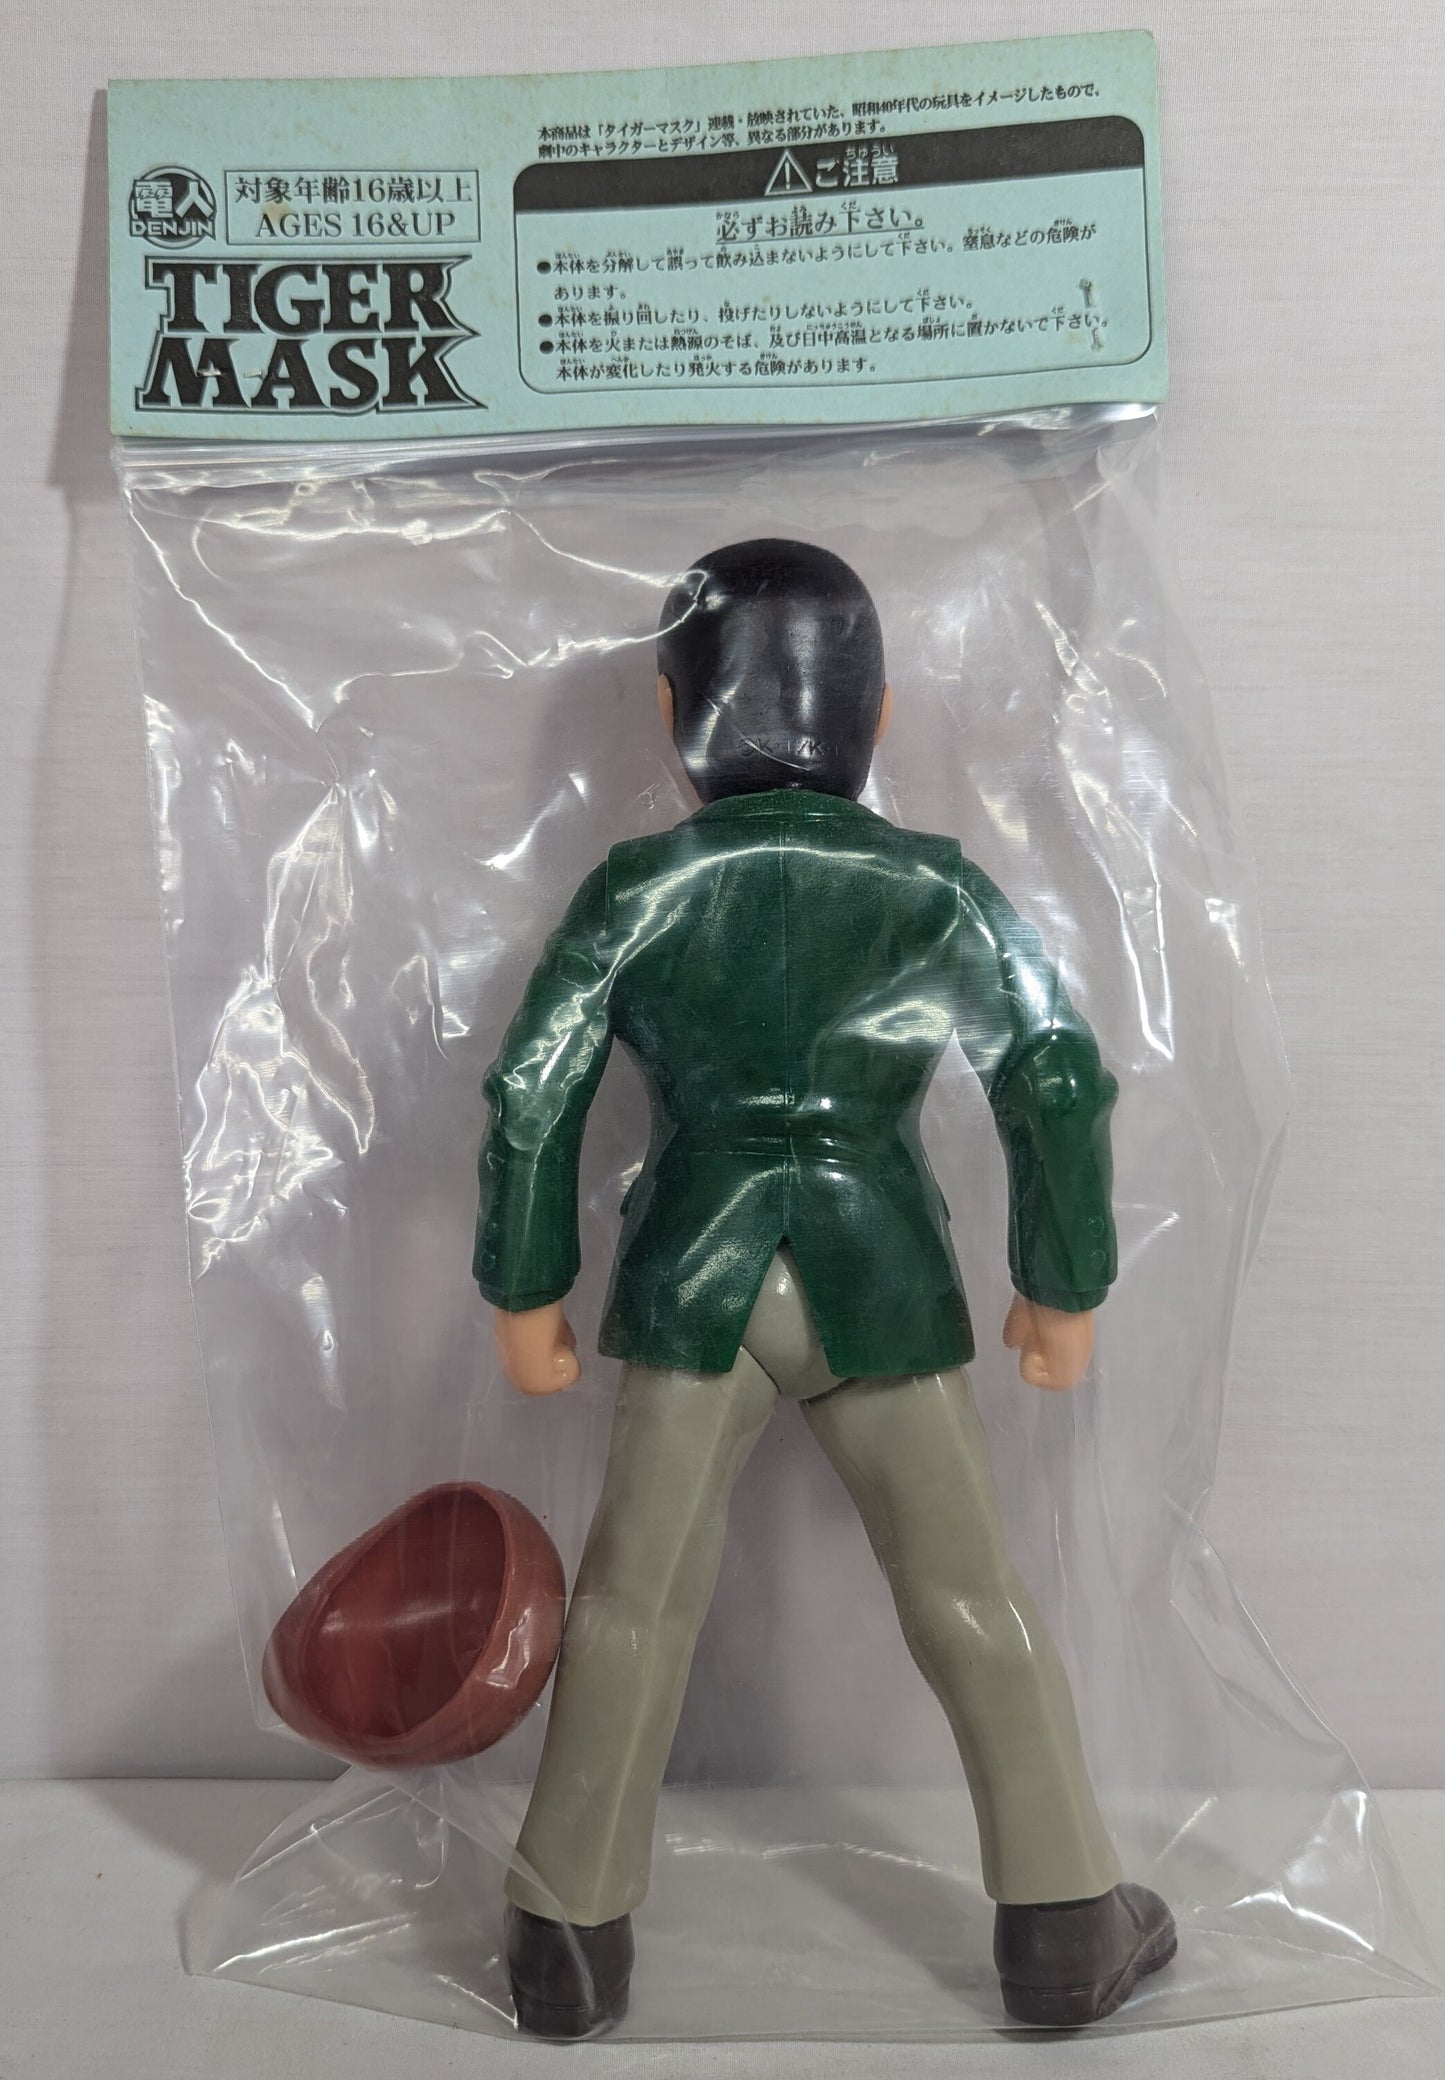 本商品は「タイガーマスク」連載・放映されていた、昭和40年代の玩具をイメージしたもので、
劇中のキャラクターとデザイン等、異なる部分があります。
電人
DENJIN
対象年齢16歳以上
AGES 16&UP
TIGER
MASK
ちゅうい
ご注意
必ずお読み下さい。
●本体を分解して誤って飲み込まないようにして下さい。窒息などの危険が
あります。
●本体を振り回したり、投げたりしないようにして下さい。
●本体を火または熱源のそば、及び日中高温となる場所に置かないで下さい。
本体が変化したり発火する危険があります。